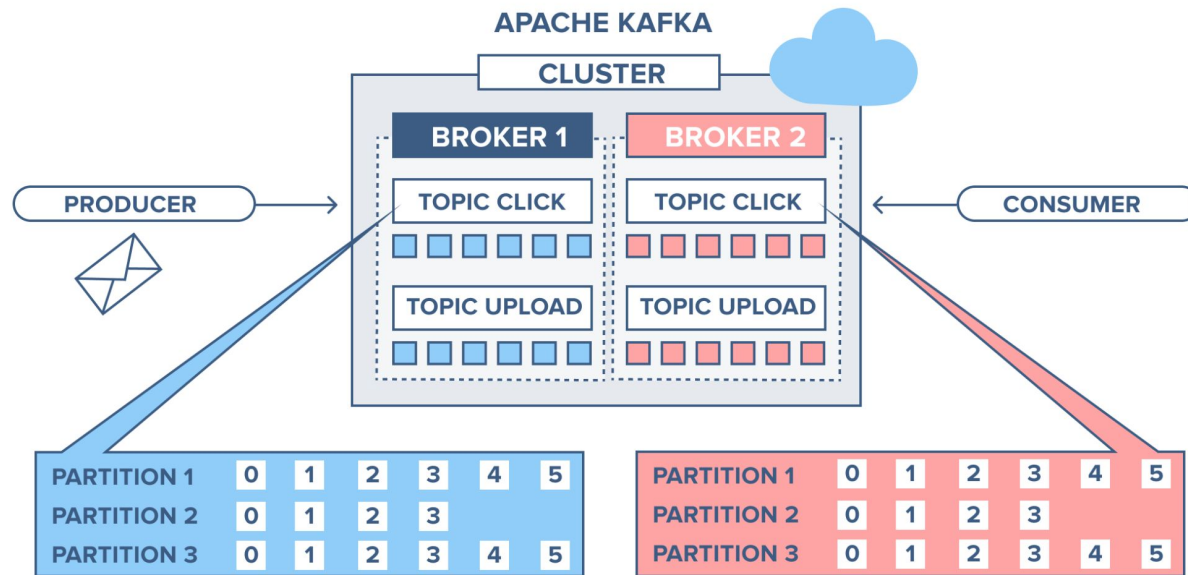 APACHE KAFKA
CLUSTER
BROKER 1
BROKER 2
PRODUCER
TOPIC CLICK
TOPIC CLICK
CONSUMER
TOPIC UPLOAD
TOPIC UPLOAD
PARTITION 1 0 1 2 3 4 5
PARTITION 2 0 1 2 3
PARTITION 3 0 1 2 3 4 5
PARTITION 1 0 1 2 3 4 5
PARTITION 2 0 1 2 3
PARTITION 3 0 1 2 3 4 5